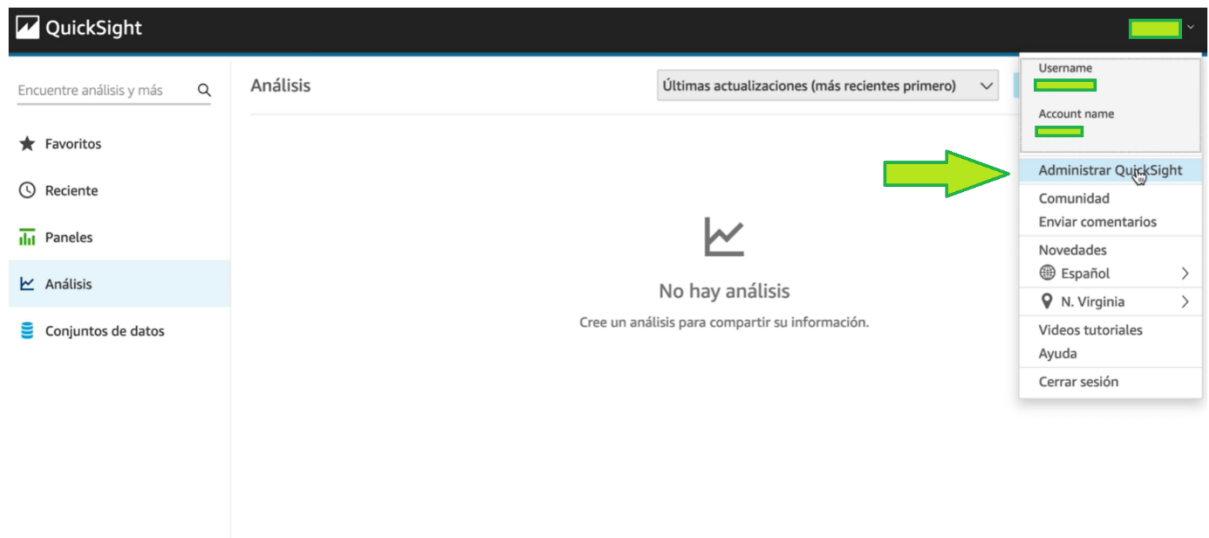 QuickSight
Encuentre análisis y más
Favoritos
Reciente
Paneles
Análisis
Conjuntos de datos
Análisis
Últimas actualizaciones (más recientes primero)
No hay análisis
Cree un análisis para compartir su información.
Username
Account name
Administrar QuickSight
Comunidad
Enviar comentarios
Novedades
Español
N. Virginia
Videos tutoriales
Ayuda
Cerrar sesión